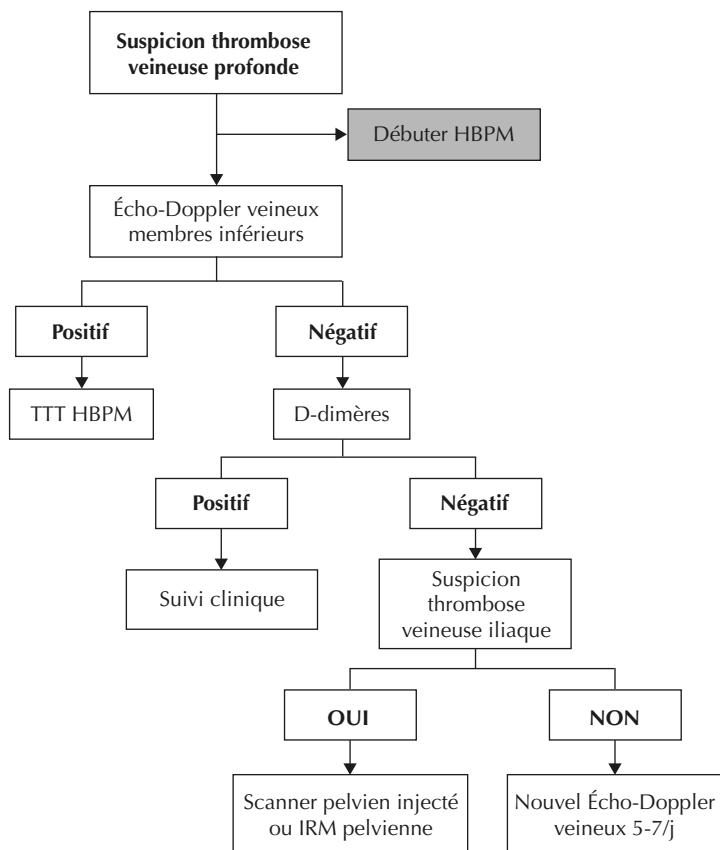 Suspicion thrombose
veineuse profonde
Débuter HBPM
Écho-Doppler veineux
membres inférieurs
Positif
Négatif
TTT HBPM
D-dimères
Positif
Négatif
Suivi clinique
Suspicion
thrombose
veineuse iliaque
OUI
NON
Scanner pelvien injecté
ou IRM pelvienne
Nouvel Écho-Doppler
veineux 5-7/j